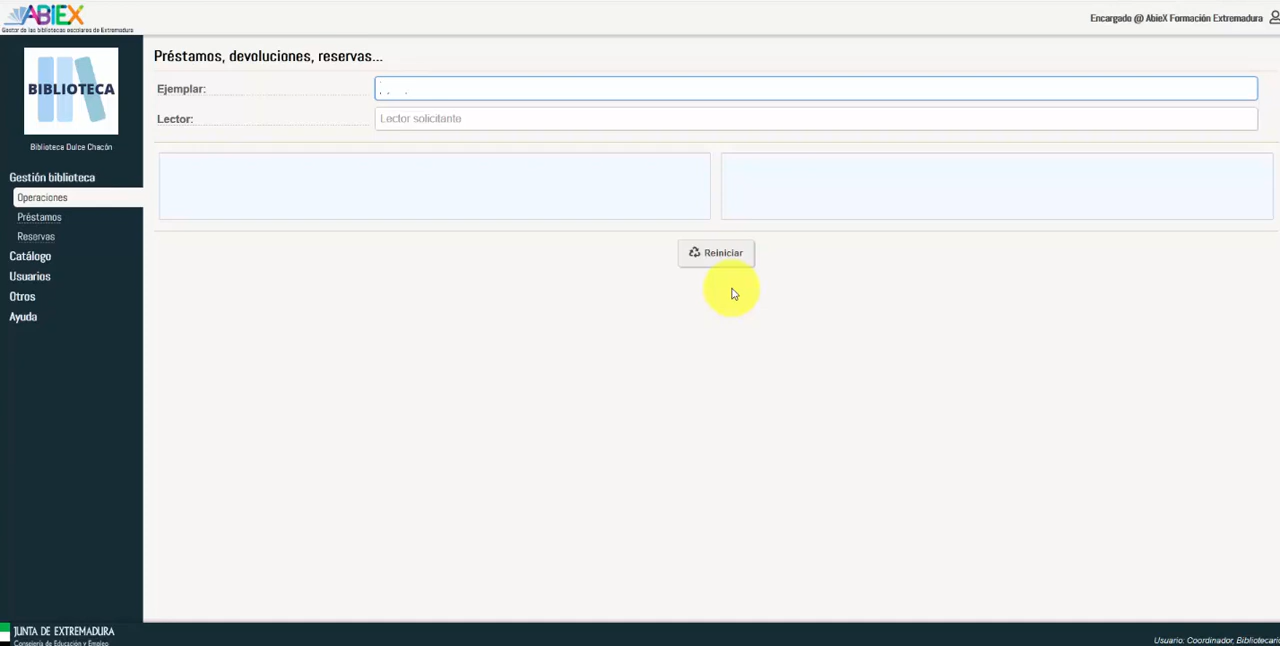 ABIEX
Gestor de las bibliotecas escolares de Extremadura
Encargado @ AbieX Formación Extremadura
BIBLIOTECA
Biblioteca Dulce Chacón
Gestión biblioteca
Operaciones
Préstamos
Reservas
Catálogo
Usuarios
Otros
Ayuda
Préstamos, devoluciones, reservas...
Ejemplar:
Lector:
Lector solicitante
Reiniciar
JUNTA DE EXTREMADURA
Consejería de Educación y Empleo
Usuario: Coordinador, Bibliotecario